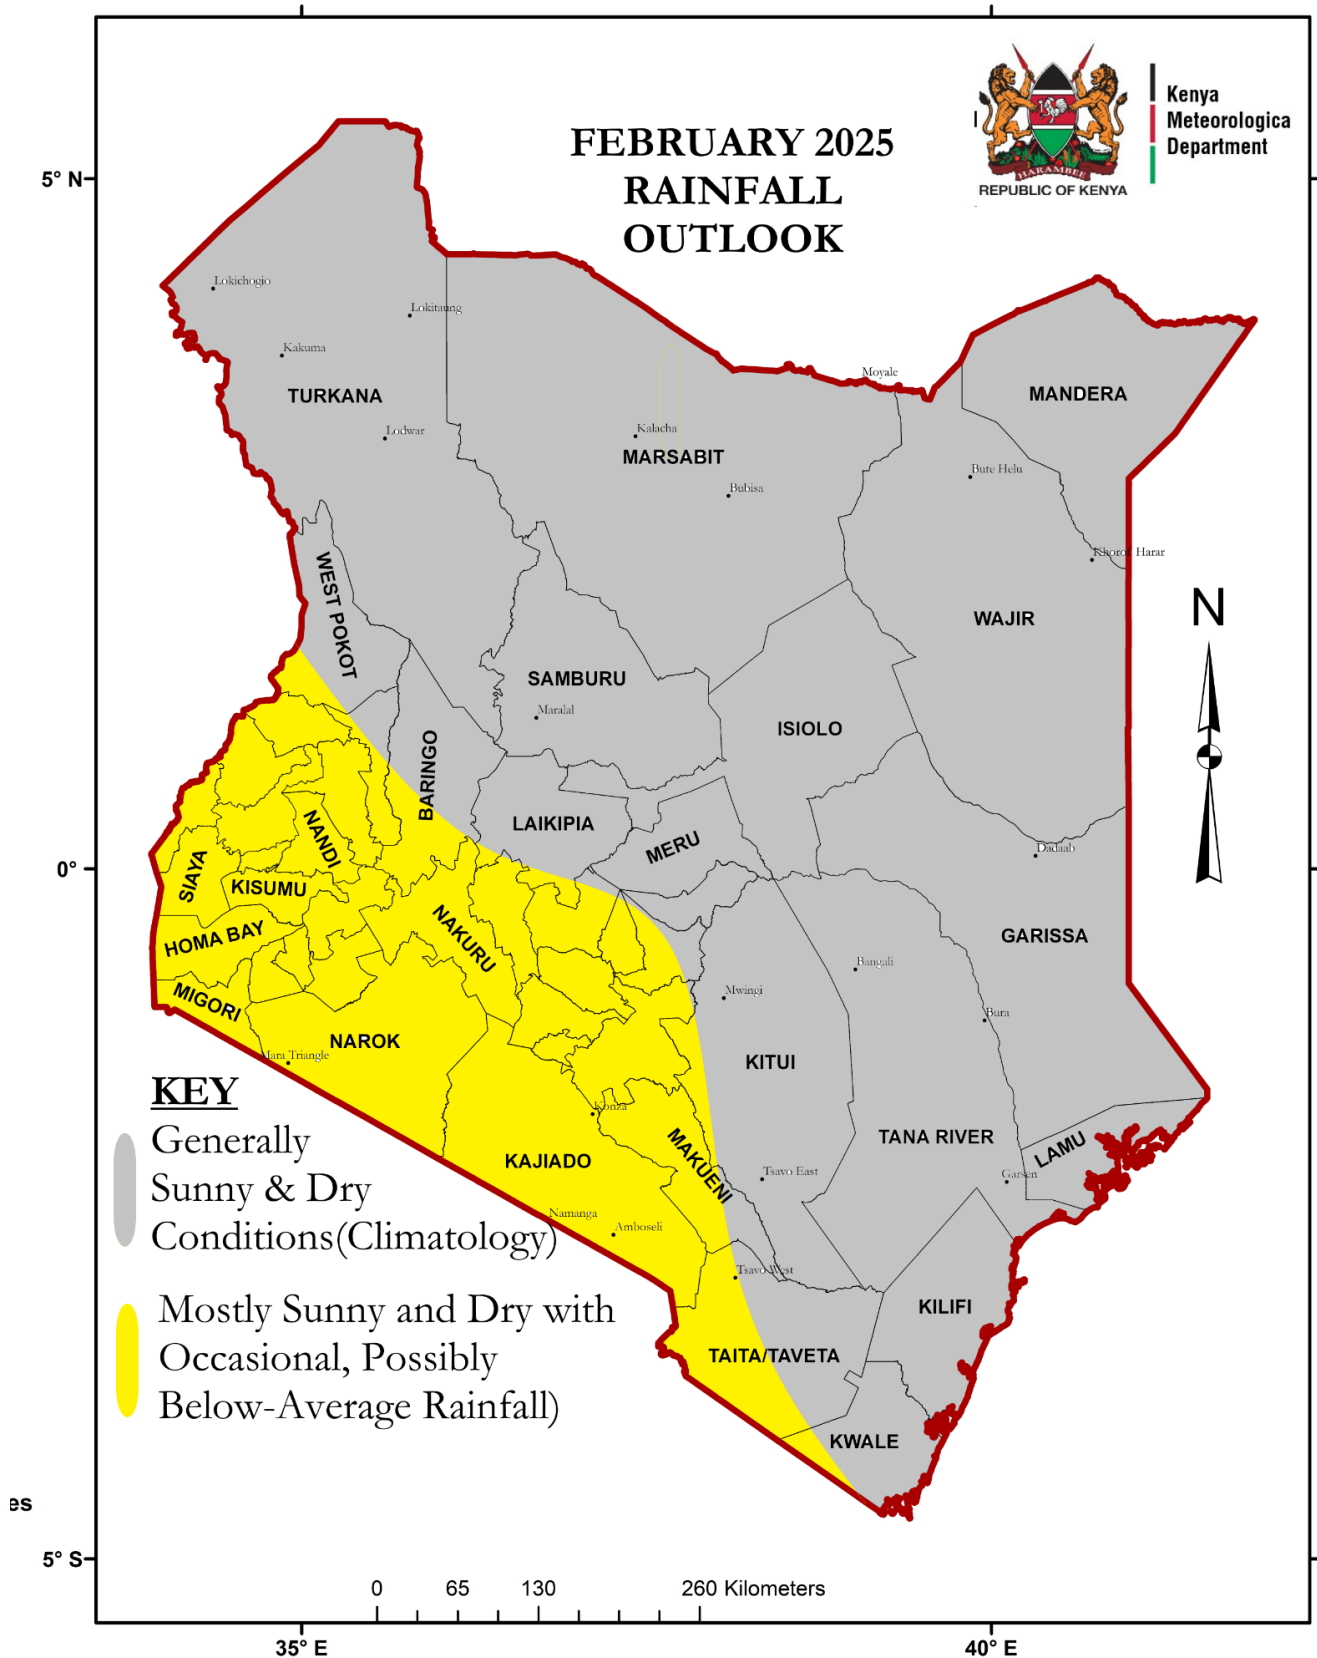 FEBRUARY 2025
RAINFALL
OUTLOOK
Kenya
Meteorologica
Department
HARAMBEE
REPUBLIC OF KENYA
5° N
Lokichogio
Lokitaung
Kakuma
Moyale
TURKANA
MANDERA
Lodwar
Kalacha
MARSABIT
Bute Helu
Bubisa
Khorof Harar
WEST POKOT
N
WAJIR
SAMBURU
Maralal
ISIOLO
BARINGO
LAIKIPIA
NANDI
MERU
Dadaab
0°
SIAYA
KISUMU
HOMA BAY
NAKURU
GARISSA
Bangali
MIGORI
Mwingi
Bura
NAROK
Mara Triangle
KITUI
KEY
Konza
Generally
Sunny & Dry
Conditions(Climatology)
TANA RIVER
LAMU
MAKUENI
KAJIADO
Tsavo East
Garsen
Namanga
Amboseli
Tsavo West
Mostly Sunny and Dry with
Occasional, Possibly
Below-Average Rainfall)
KILIFI
TAITA/TAVETA
KWALE
es
5° S
0 65 130 260 Kilometers
35° E 40° E